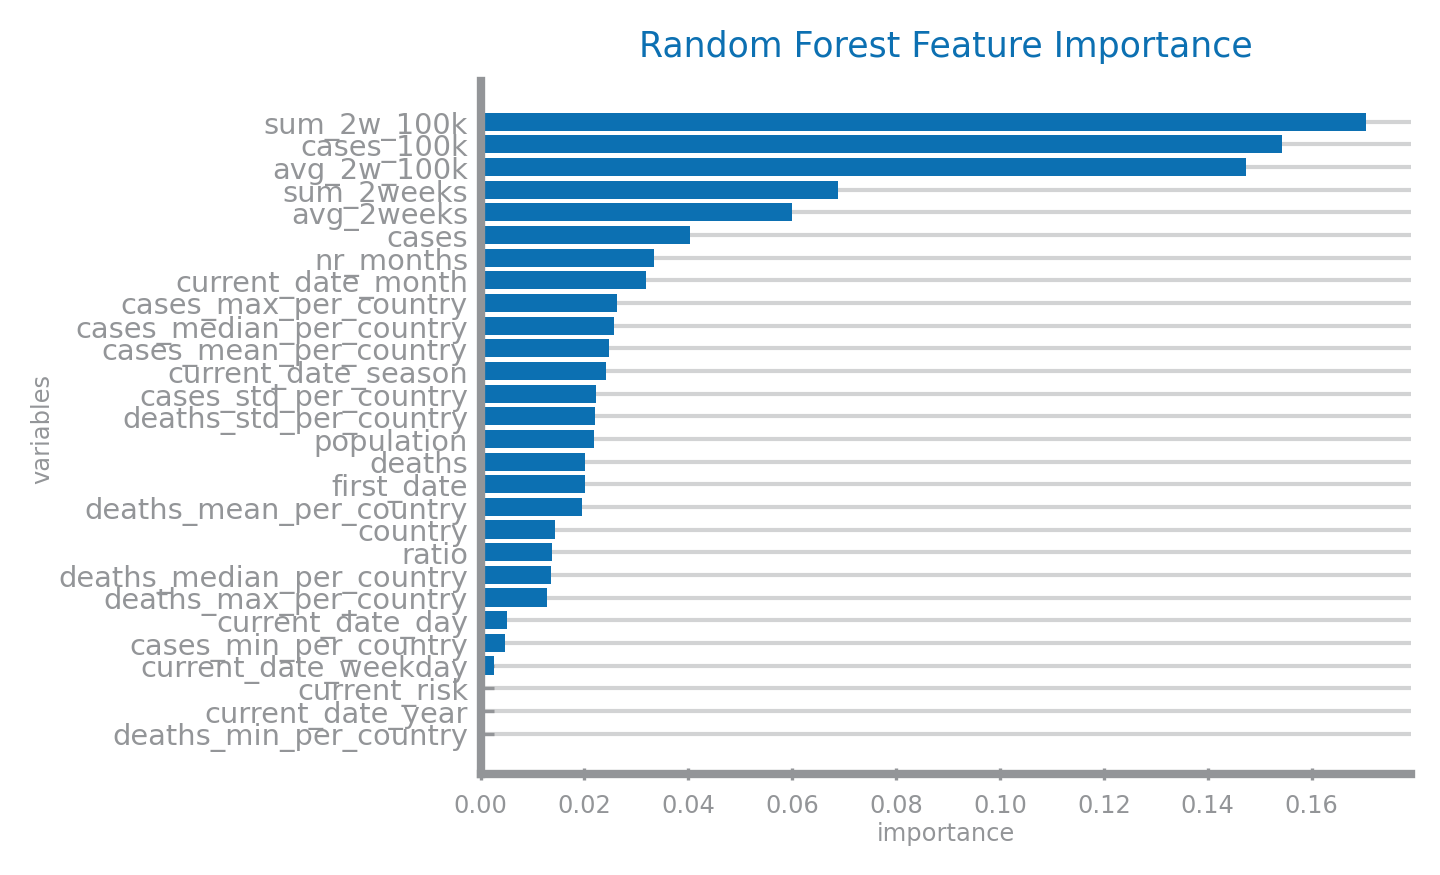 Random Forest Feature Importance
sum_2w_100k
cases_100k
avg_2w_100k
sum_2weeks
avg_2weeks
cases
nr_months
current_date_month
cases_max_per_country
cases_median_per_country
cases_mean_per_country
current_date_season
cases_std_per_country
deaths_std_per_country
population
deaths
first_date
deaths_mean_per_country
country
ratio
deaths_median_per_country
deaths_max_per_country
current_date_day
cases_min_per_country
current_date_weekday
current_risk
current_date_year
deaths_min_per_country
variables
0.00 0.02 0.04 0.06 0.08 0.10 0.12 0.14 0.16
importance